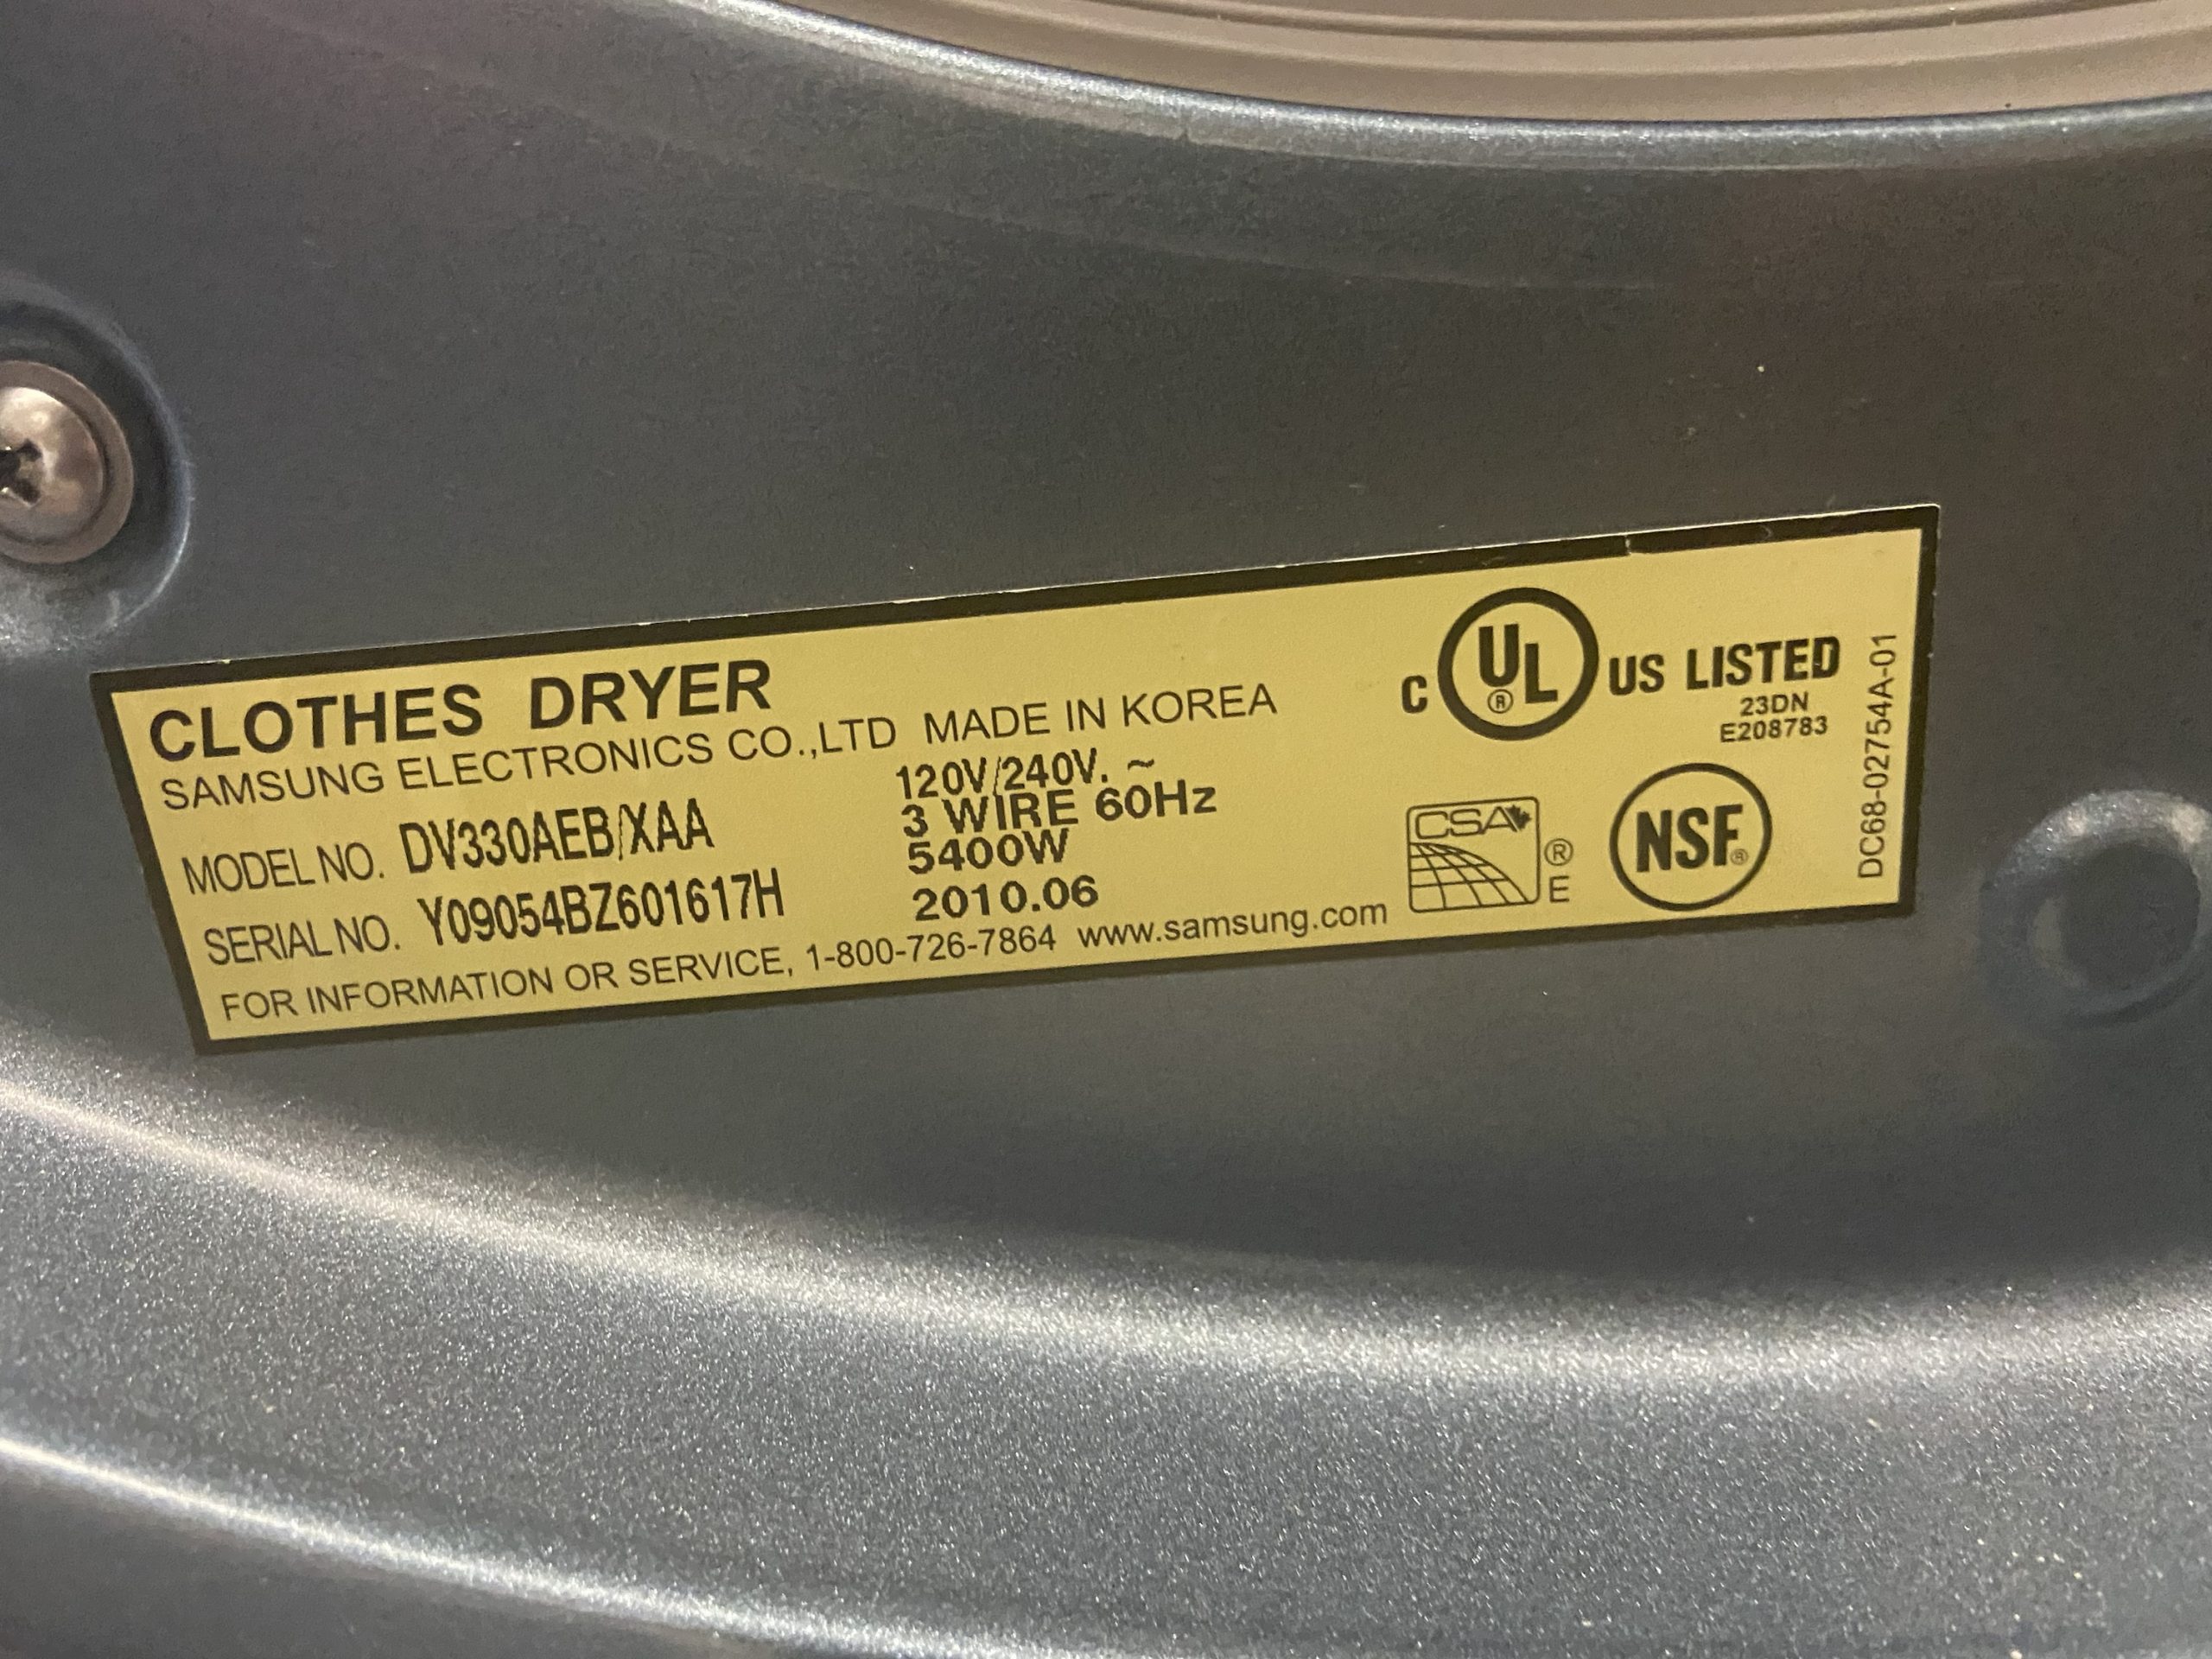 CLOTHES DRYER
SAMSUNG ELECTRONICS CO.,LTD MADE IN KOREA
MODEL NO. DV330AEB/XAA
SERIAL NO. Y09054BZ601617H
120V/240V. ~
3 WIRE 60Hz
5400W
2010.06
FOR INFORMATION OR SERVICE, 1-800-726-7864 www.samsung.com
C UL ® US LISTED
23DN
E208783
CSA ® E
NSF®
DC68-02754A-01